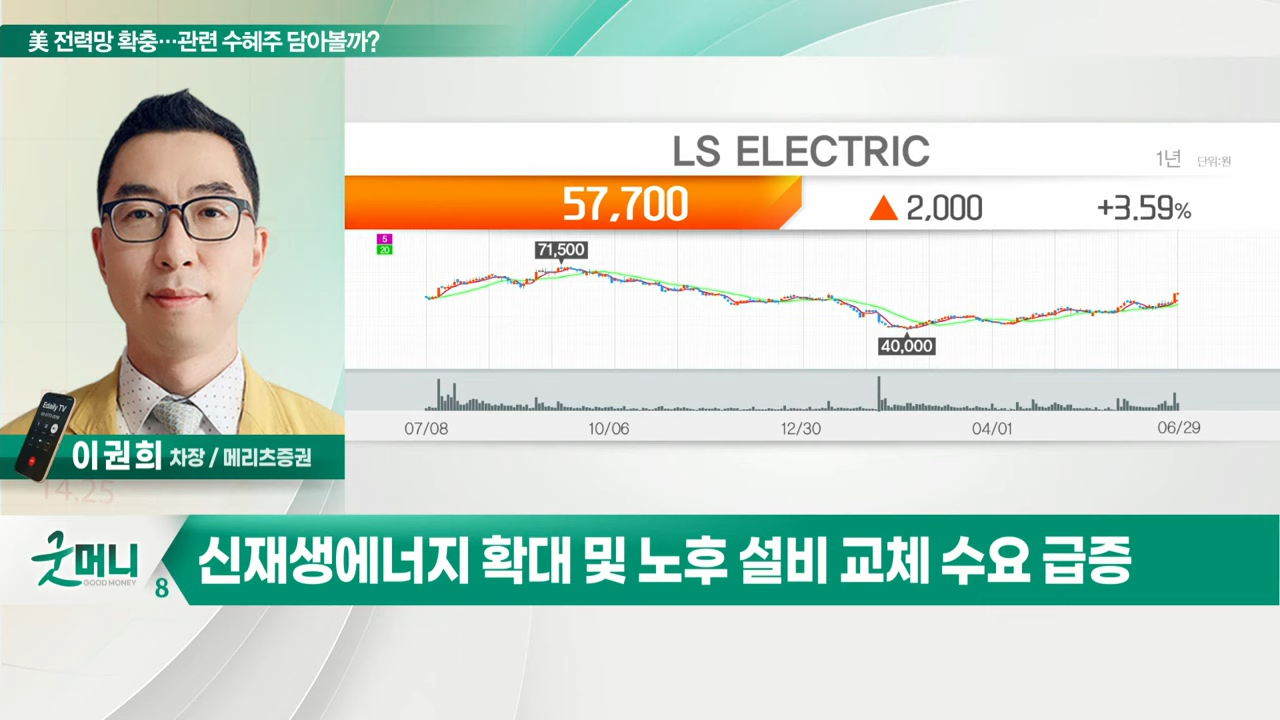 美 전력망 확충…관련 수혜주 담아볼까?
LS ELECTRIC
1년 단위:원
57,700 ▲ 2,000 +3.59%
5
20
71,500
40,000
07/08 10/06 12/30 04/01 06/29
Edaily TV
이권희 차장 / 메리츠증권
14.25
굿머니
GOOD MONEY
8
신재생에너지 확대 및 노후 설비 교체 수요 급증